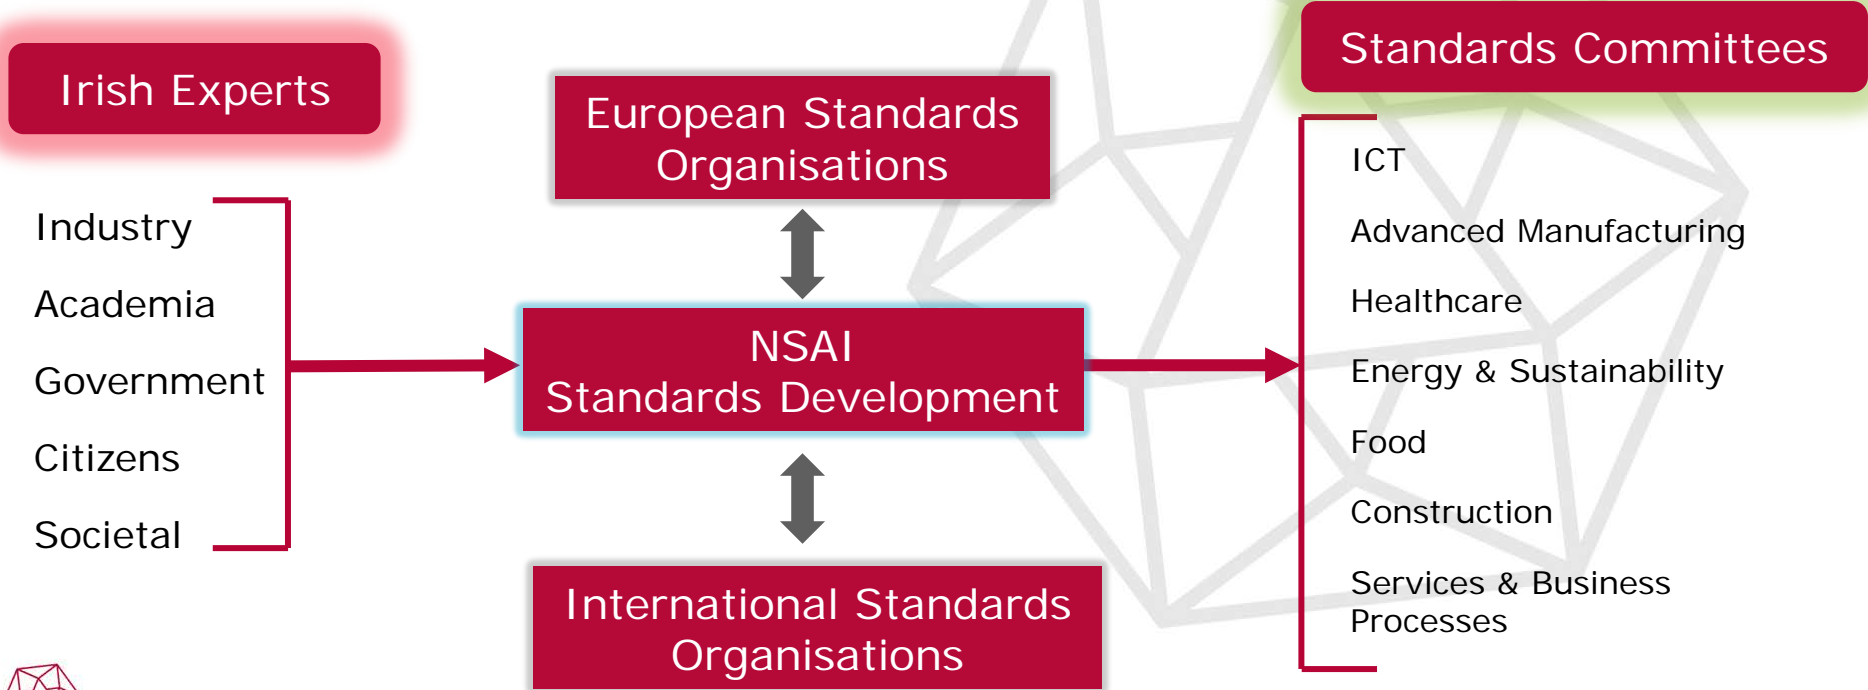 Irish Experts
Industry
Academia
Government
Citizens
Societal
European Standards
Organisations
NSAI
Standards Development
International Standards
Organisations
Standards Committees
ICT
Advanced Manufacturing
Healthcare
Energy & Sustainability
Food
Construction
Services & Business
Processes